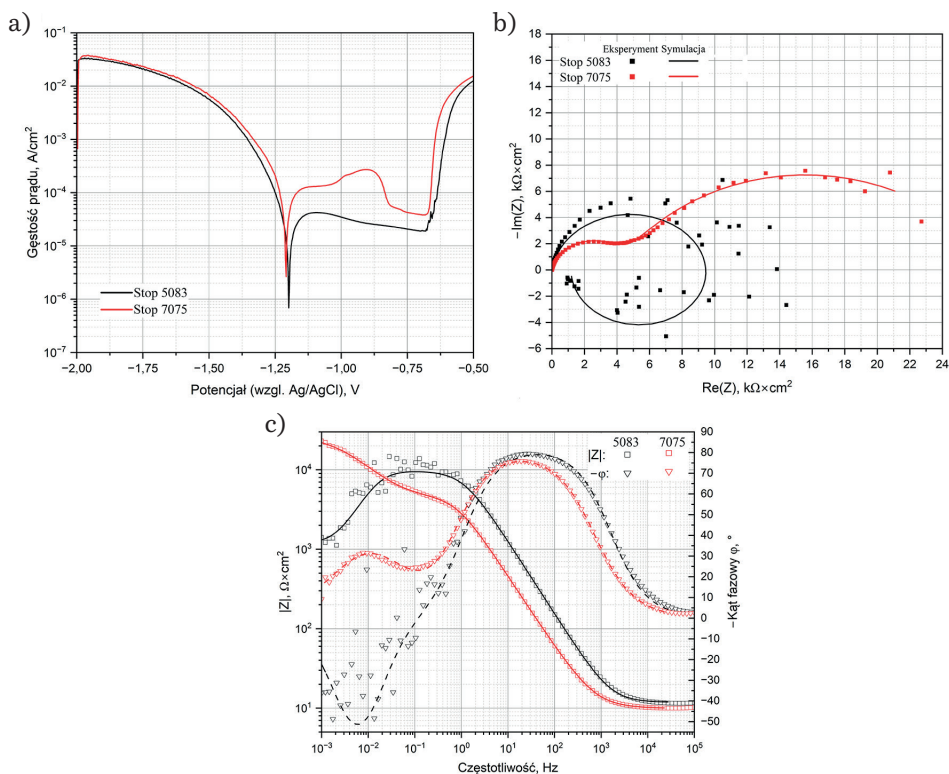 a)
10⁻¹
10⁻²
10⁻³
10⁻⁴
10⁻⁵
10⁻⁶
10⁻⁷
Gęstość prądu, A/cm²
Stop 5083
Stop 7075
−2,00 −1,75 −1,50 −1,25 −1,00 −0,75 −0,50
Potencjał (wzgl. Ag/AgCl), V
b)
Eksperyment Symulacja
Stop 5083
Stop 7075
18
16
14
12
10
8
6
4
2
0
−2
−4
−6
−Im(Z), kΩ×cm²
0 2 4 6 8 10 12 14 16 18 20 22 24 26
Re(Z), kΩ×cm²
c)
5083 7075
|Z|:
−φ:
10⁴
10³
10²
10¹
|Z|, Ω×cm²
90
80
70
60
50
40
30
20
10
0
−10
−20
−30
−40
−50
−Kąt fazowy φ, °
10⁻³ 10⁻² 10⁻¹ 10⁰ 10¹ 10² 10³ 10⁴ 10⁵
Częstotliwość, Hz